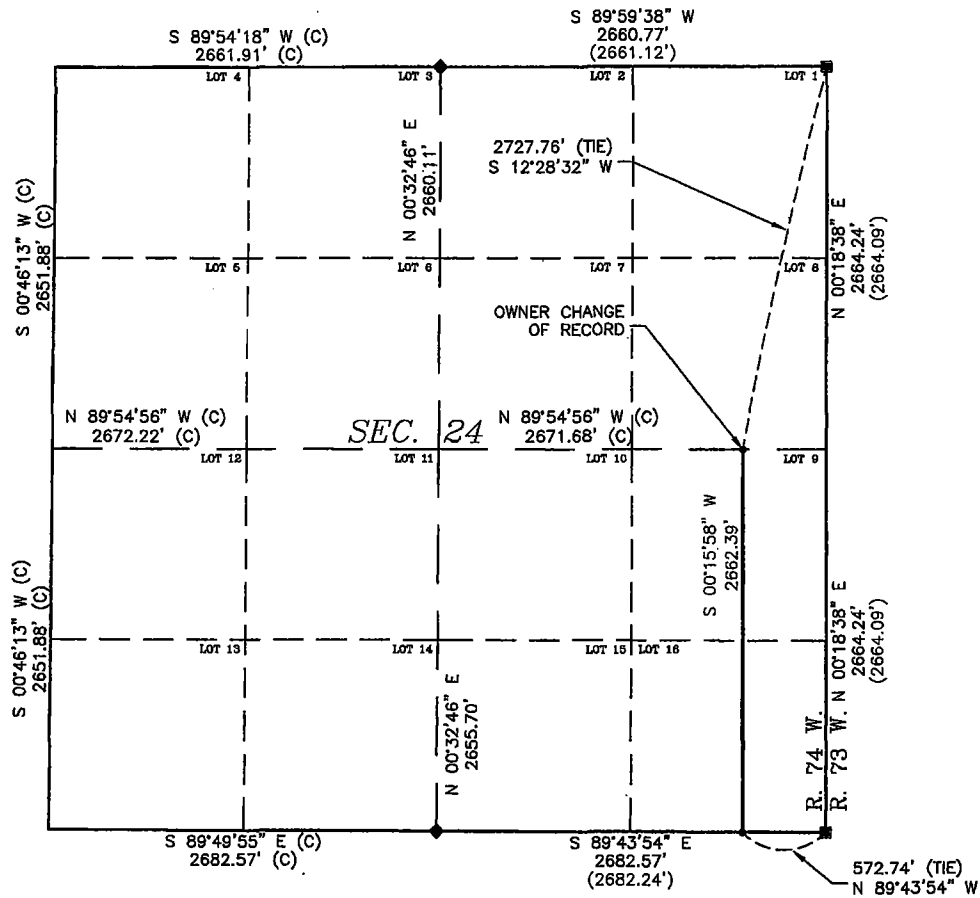 S 89°54'18" W (C)
2661.91' (C)
S 89°59'38" W
2660.77'
(2661.12')
LOT 4
LOT 3
LOT 2
LOT 1
S 00°46'13" W (C)
2651.88' (C)
N 00°32'46" E
2660.11'
2727.76' (TIE)
S 12°28'32" W
N 00°18'38" E
2664.24'
(2664.09')
LOT 5
LOT 6
LOT 7
LOT 8
OWNER CHANGE
OF RECORD
N 89°54'56" W (C)
2672.22' (C)
SEC. 24
N 89°54'56" W (C)
2671.68' (C)
LOT 12
LOT 11
LOT 10
LOT 9
S 00°46'13" W (C)
2651.88' (C)
S 00°15'58" W
2662.39'
N 00°18'38" E
2664.24'
(2664.09')
LOT 13
LOT 14
LOT 15
LOT 16
N 00°32'46" E
2655.70'
R. 74 W.
R. 73 W.
S 89°49'55" E (C)
2682.57' (C)
S 89°43'54" E
2682.57'
(2682.24')
572.74' (TIE)
N 89°43'54" W